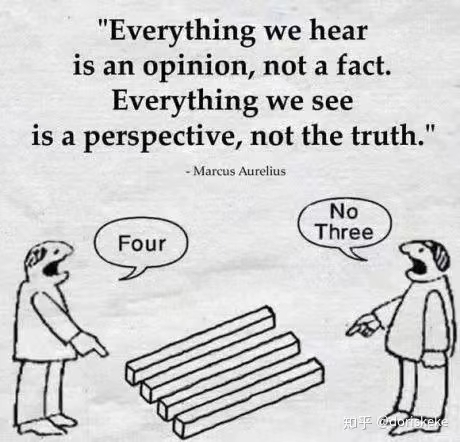 "Everything we hear
is an opinion, not a fact.
Everything we see
is a perspective, not the truth."
- Marcus Aurelius
Four
No
Three
知乎 @doriskeke